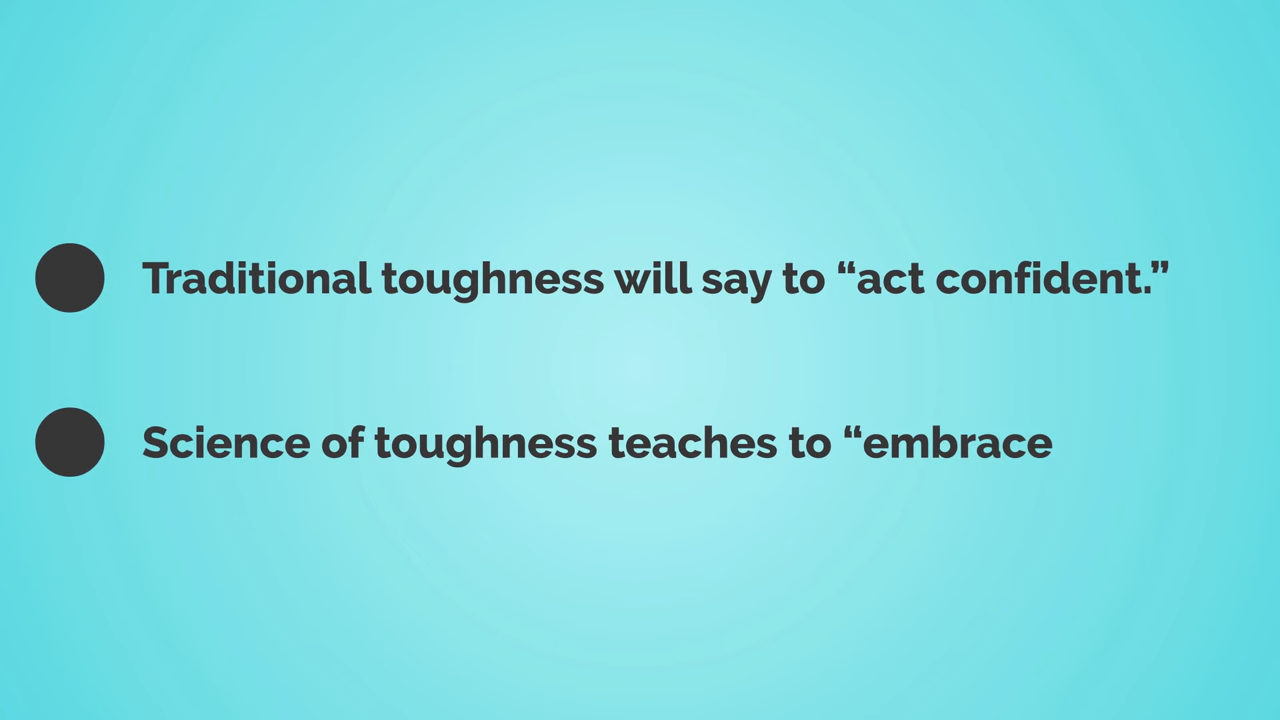 Traditional toughness will say to “act confident.”
Science of toughness teaches to “embrace